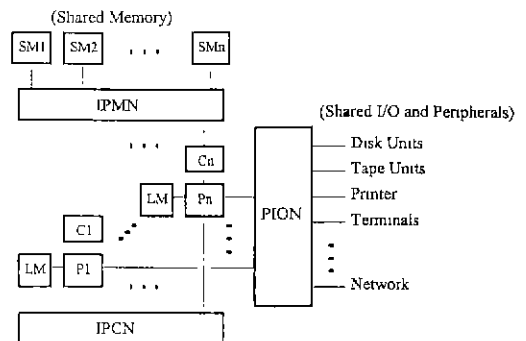 (Shared Memory)
SM1 SM2 . . . SMn
IPMN
(Shared I/O and Peripherals)
. . .
Disk Units
Cn
Tape Units
LM Pn
PION
Printer
C1
Terminals
LM P1
Network
. . .
IPCN